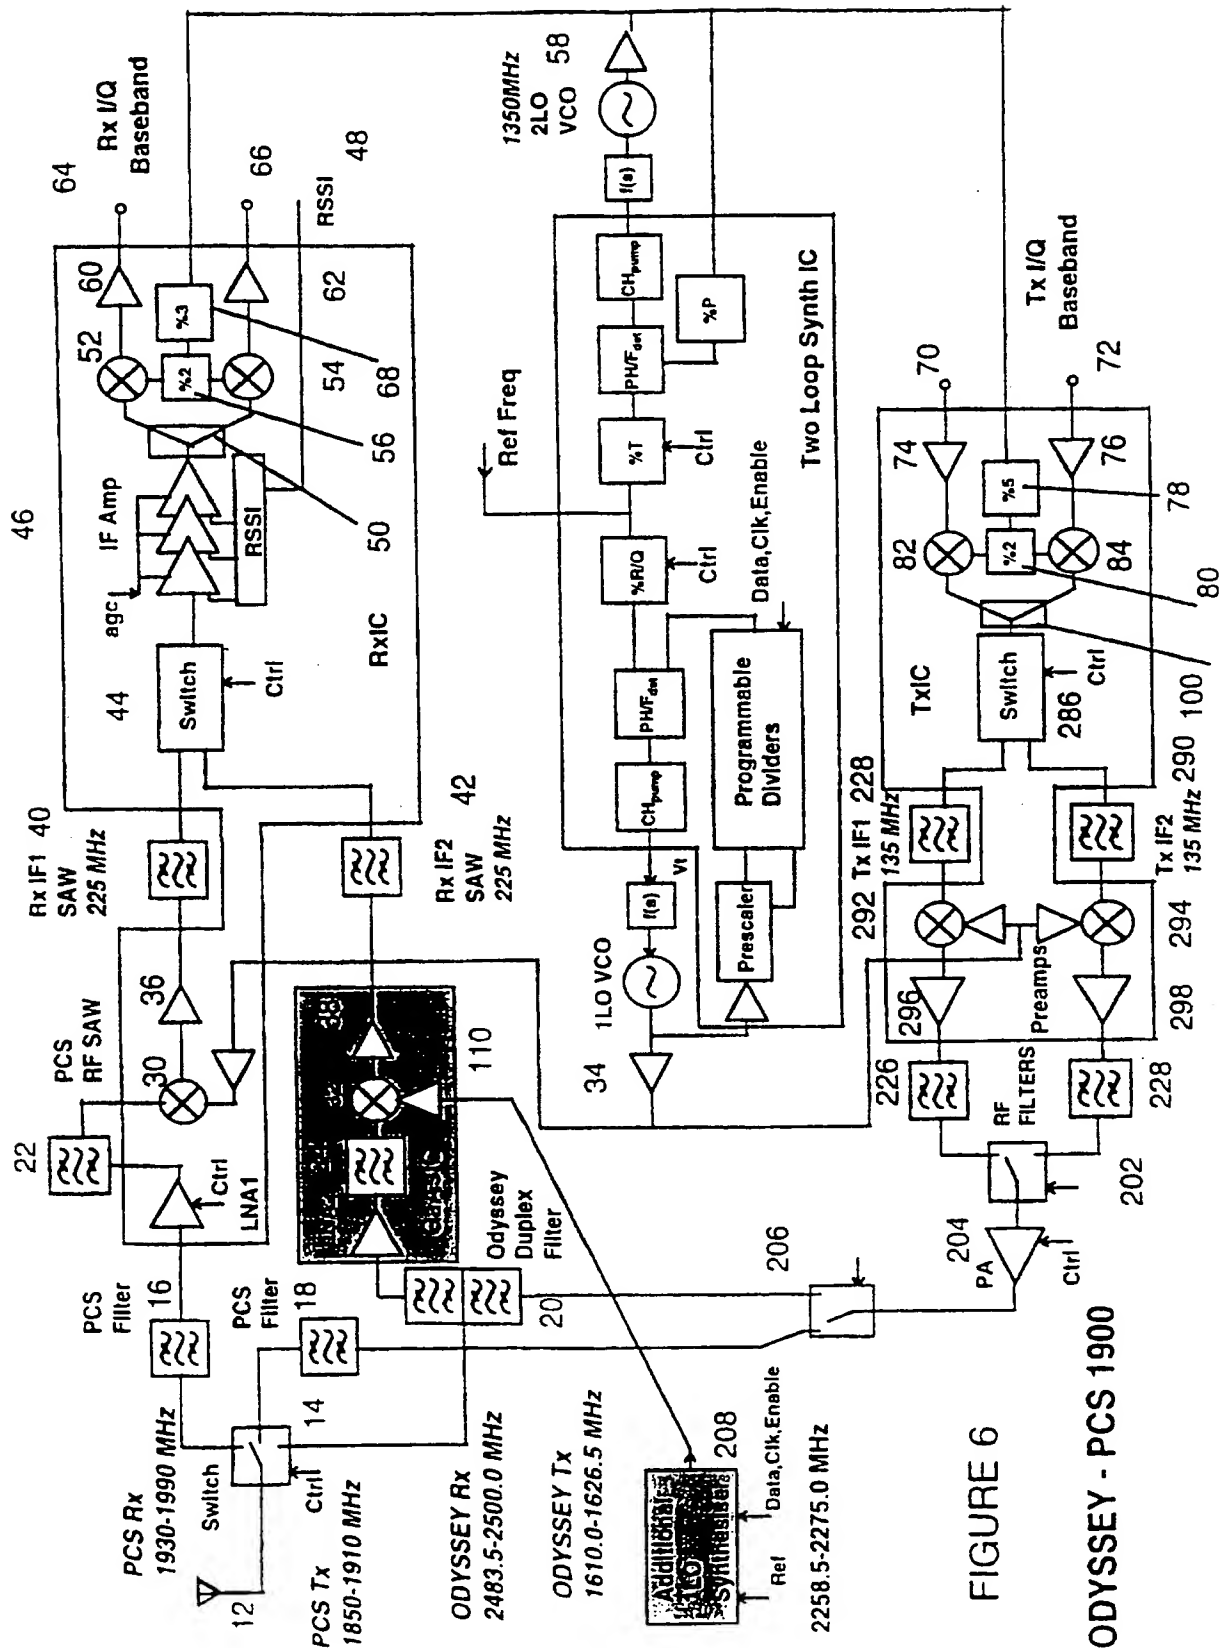 46
64
Rx I/Q
Baseband
66
48
RSSI
60
52
%3
%2
62
54
68
56
50
IF Amp
agc
RSSI
RxIC
44
Switch
Ctrl
Rx IF1 40
SAW
225 MHz
42
Rx IF2
SAW
225 MHz
36
30
PCS
RF SAW
22
Ctrl
LNA1
110
PCS
Filter
16
PCS
Filter
18
Odyssey
Duplex
Filter
20
14
Switch
Ctrl
12
PCS Rx
1930-1990 MHz
PCS Tx
1850-1910 MHz
ODYSSEY Rx
2483.5-2500.0 MHz
ODYSSEY Tx
1610.0-1626.5 MHz
1350MHz
2LO
VCO
58
f(s)
CHpump
PH/Fdet
%P
%T
Ctrl
Ref Freq
%R/Q
Ctrl
Data,Clk,Enable
Two Loop Synth IC
PH/Fdet
CHpump
Programmable
Dividers
Vt
f(s)
Prescaler
1LO VCO
34
Additional
1LO
Synthesiser
208
Data,Clk,Enable
Ref
2258.5-2275.0 MHz
206
Tx I/Q
Baseband
70
72
74
76
%5
%2
78
82
84
80
100
TxIC
Switch
286
Ctrl
290
Tx IF1 228
135 MHz
Tx IF2
135 MHz
292
294
296
Preamps
298
226
RF
FILTERS
228
202
204
PA
Ctrl
FIGURE 6
ODYSSEY - PCS 1900